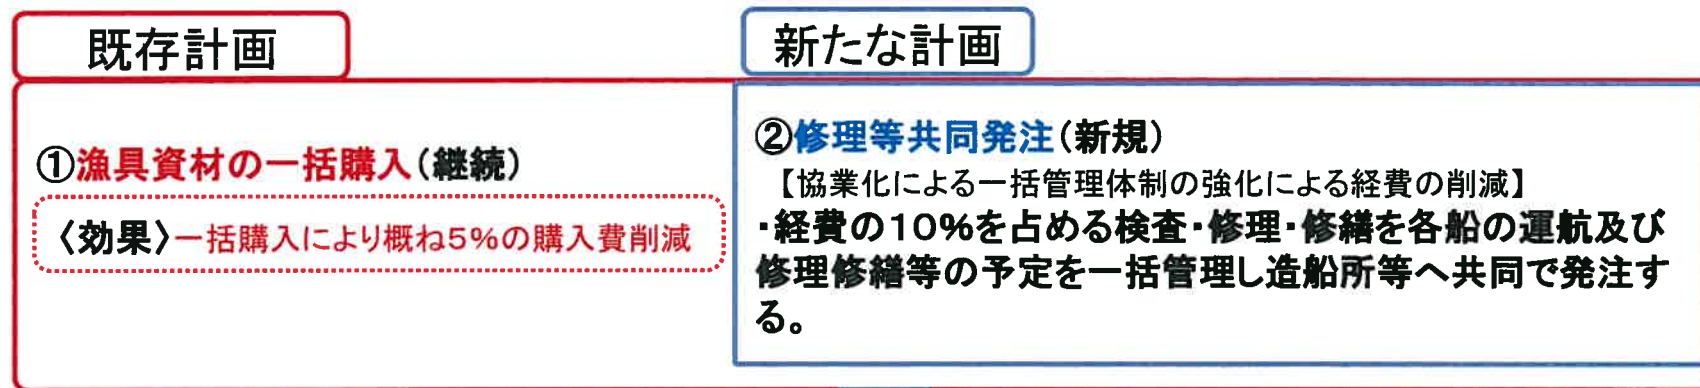 既存計画
①漁具資材の一括購入(継続)
〈効果〉一括購入により概ね5%の購入費削減
新たな計画
②修理等共同発注(新規)
【協業化による一括管理体制の強化による経費の削減】
・経費の10%を占める検査・修理・修繕を各船の運航及び
修理修繕等の予定を一括管理し造船所等へ共同で発注す
る。